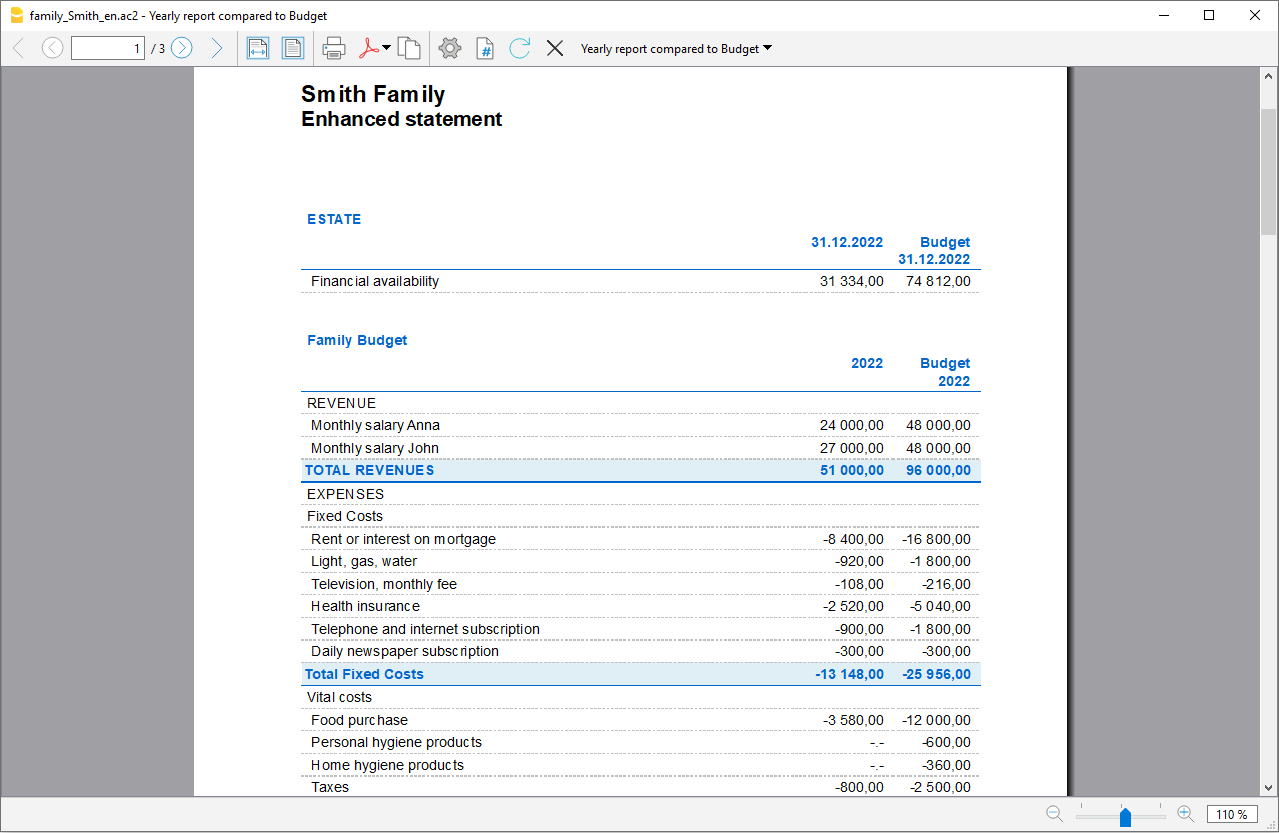 family_Smith_en.ac2 - Yearly report compared to Budget
1 / 3 Yearly report compared to Budget
Smith Family
Enhanced statement
ESTATE
31.12.2022 Budget
31.12.2022
Financial availability 31 334,00 74 812,00
Family Budget
2022 Budget
2022
REVENUE
Monthly salary Anna 24 000,00 48 000,00
Monthly salary John 27 000,00 48 000,00
TOTAL REVENUES 51 000,00 96 000,00
EXPENSES
Fixed Costs
Rent or interest on mortgage -8 400,00 -16 800,00
Light, gas, water -920,00 -1 800,00
Television, monthly fee -108,00 -216,00
Health insurance -2 520,00 -5 040,00
Telephone and internet subscription -900,00 -1 800,00
Daily newspaper subscription -300,00 -300,00
Total Fixed Costs -13 148,00 -25 956,00
Vital costs
Food purchase -3 580,00 -12 000,00
Personal hygiene products -.- -600,00
Home hygiene products -.- -360,00
Taxes -800,00 -2 500,00
110 %